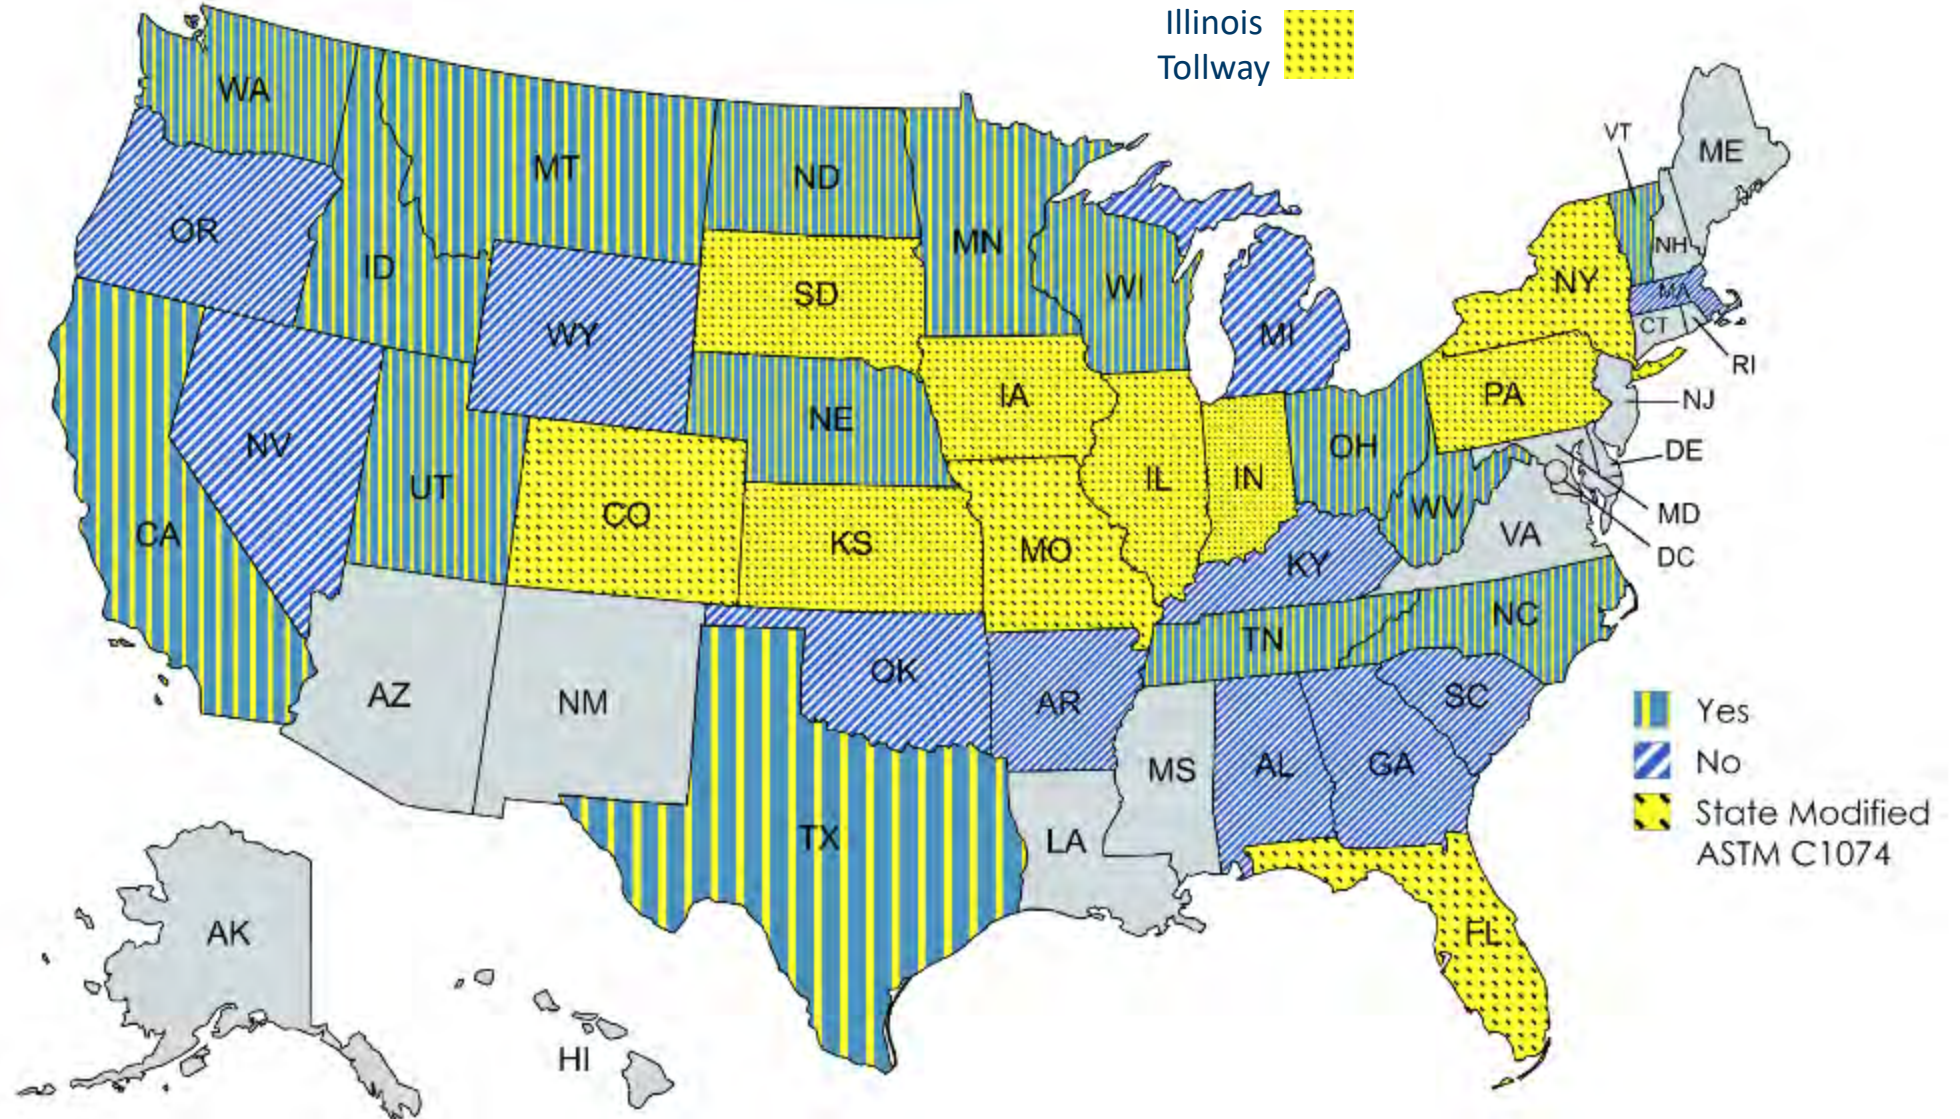 Illinois
Tollway
WA
MT
ND
MN
OR
ID
WY
SD
WI
MI
VT
ME
NH
NY
MA
CT
RI
NJ
PA
DE
MD
DC
NV
UT
CA
CO
NE
KS
IA
MO
IL
IN
OH
WV
VA
KY
NC
TN
SC
AZ
NM
OK
AR
MS
AL
GA
TX
LA
FL
AK
HI
Yes
No
State Modified
ASTM C1074